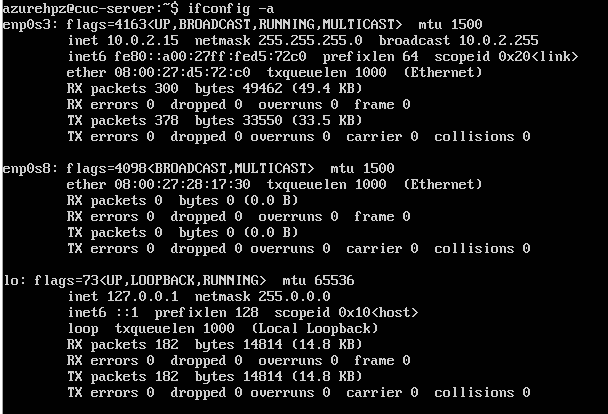 azurehpz@cuc-server:~$ ifconfig -a
enp0s3: flags=4163<UP,BROADCAST,RUNNING,MULTICAST>  mtu 1500
        inet 10.0.2.15  netmask 255.255.255.0  broadcast 10.0.2.255
        inet6 fe80::a00:27ff:fed5:72c0  prefixlen 64  scopeid 0x20<link>
        ether 08:00:27:d5:72:c0  txqueuelen 1000  (Ethernet)
        RX packets 300  bytes 49462 (49.4 KB)
        RX errors 0  dropped 0  overruns 0  frame 0
        TX packets 378  bytes 33550 (33.5 KB)
        TX errors 0  dropped 0 overruns 0  carrier 0  collisions 0

enp0s8: flags=4098<BROADCAST,MULTICAST>  mtu 1500
        ether 08:00:27:28:17:30  txqueuelen 1000  (Ethernet)
        RX packets 0  bytes 0 (0.0 B)
        RX errors 0  dropped 0  overruns 0  frame 0
        TX packets 0  bytes 0 (0.0 B)
        TX errors 0  dropped 0 overruns 0  carrier 0  collisions 0

lo: flags=73<UP,LOOPBACK,RUNNING>  mtu 65536
        inet 127.0.0.1  netmask 255.0.0.0
        inet6 ::1  prefixlen 128  scopeid 0x10<host>
        loop  txqueuelen 1000  (Local Loopback)
        RX packets 182  bytes 14814 (14.8 KB)
        RX errors 0  dropped 0  overruns 0  frame 0
        TX packets 182  bytes 14814 (14.8 KB)
        TX errors 0  dropped 0 overruns 0  carrier 0  collisions 0